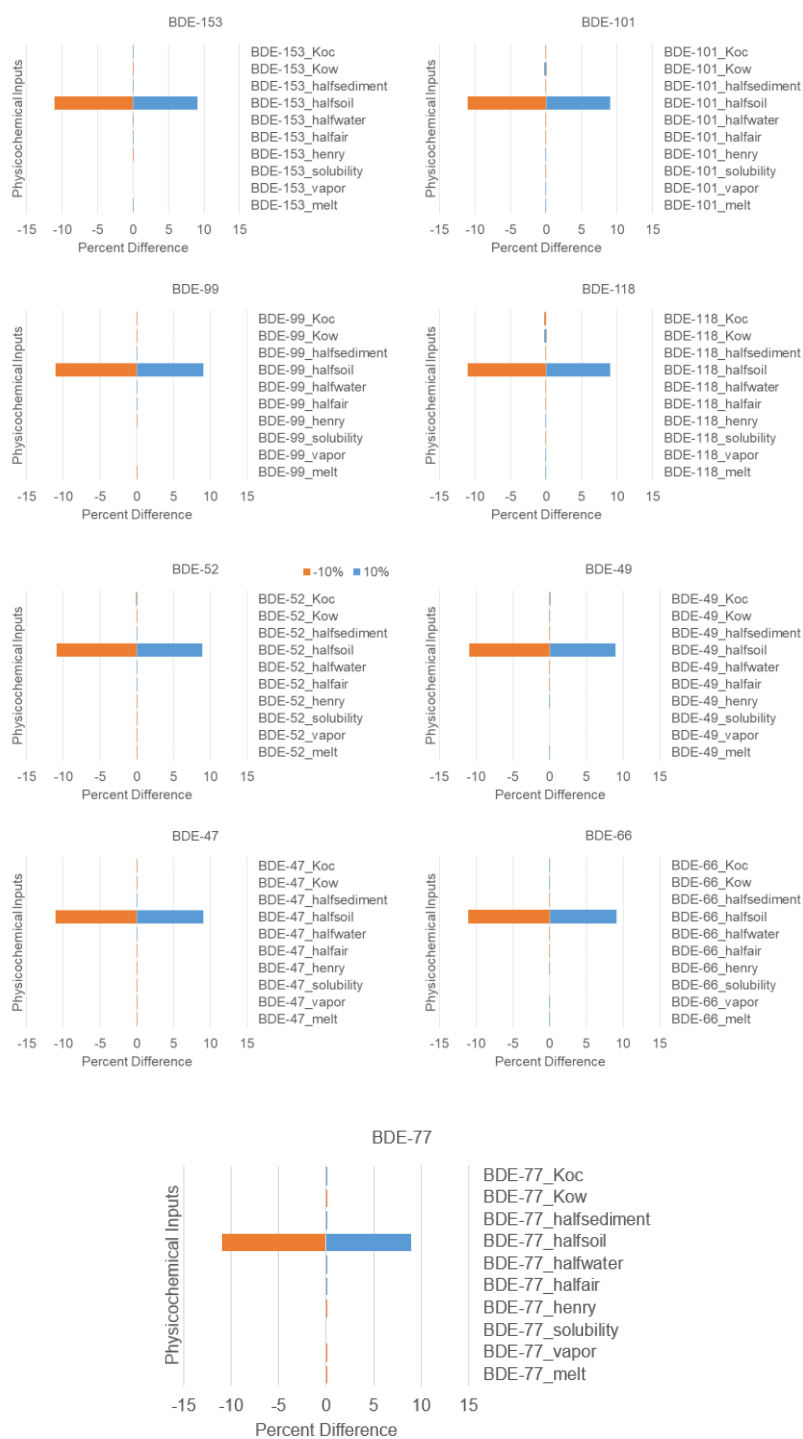 BDE-153
Physicochemical Inputs
BDE-153_Koc
BDE-153_Kow
BDE-153_halfsediment
BDE-153_halfsoil
BDE-153_halfwater
BDE-153_halfair
BDE-153_henry
BDE-153_solubility
BDE-153_vapor
BDE-153_melt
-15 -10 -5 0 5 10 15
Percent Difference
BDE-101
Physicochemical Inputs
BDE-101_Koc
BDE-101_Kow
BDE-101_halfsediment
BDE-101_halfsoil
BDE-101_halfwater
BDE-101_halfair
BDE-101_henry
BDE-101_solubility
BDE-101_vapor
BDE-101_melt
-15 -10 -5 0 5 10 15
Percent Difference
BDE-99
Physicochemical Inputs
BDE-99_Koc
BDE-99_Kow
BDE-99_halfsediment
BDE-99_halfsoil
BDE-99_halfwater
BDE-99_halfair
BDE-99_henry
BDE-99_solubility
BDE-99_vapor
BDE-99_melt
-15 -10 -5 0 5 10 15
Percent Difference
BDE-118
Physicochemical Inputs
BDE-118_Koc
BDE-118_Kow
BDE-118_halfsediment
BDE-118_halfsoil
BDE-118_halfwater
BDE-118_halfair
BDE-118_henry
BDE-118_solubility
BDE-118_vapor
BDE-118_melt
-15 -10 -5 0 5 10 15
Percent Difference
BDE-52
-10% 10%
Physicochemical Inputs
BDE-52_Koc
BDE-52_Kow
BDE-52_halfsediment
BDE-52_halfsoil
BDE-52_halfwater
BDE-52_halfair
BDE-52_henry
BDE-52_solubility
BDE-52_vapor
BDE-52_melt
-15 -10 -5 0 5 10 15
Percent Difference
BDE-49
Physicochemical Inputs
BDE-49_Koc
BDE-49_Kow
BDE-49_halfsediment
BDE-49_halfsoil
BDE-49_halfwater
BDE-49_halfair
BDE-49_henry
BDE-49_solubility
BDE-49_vapor
BDE-49_melt
-15 -10 -5 0 5 10 15
Percent Difference
BDE-47
Physicochemical Inputs
BDE-47_Koc
BDE-47_Kow
BDE-47_halfsediment
BDE-47_halfsoil
BDE-47_halfwater
BDE-47_halfair
BDE-47_henry
BDE-47_solubility
BDE-47_vapor
BDE-47_melt
-15 -10 -5 0 5 10 15
Percent Difference
BDE-66
Physicochemical Inputs
BDE-66_Koc
BDE-66_Kow
BDE-66_halfsediment
BDE-66_halfsoil
BDE-66_halfwater
BDE-66_halfair
BDE-66_henry
BDE-66_solubility
BDE-66_vapor
BDE-66_melt
-15 -10 -5 0 5 10 15
Percent Difference
BDE-77
Physicochemical Inputs
BDE-77_Koc
BDE-77_Kow
BDE-77_halfsediment
BDE-77_halfsoil
BDE-77_halfwater
BDE-77_halfair
BDE-77_henry
BDE-77_solubility
BDE-77_vapor
BDE-77_melt
-15 -10 -5 0 5 10 15
Percent Difference